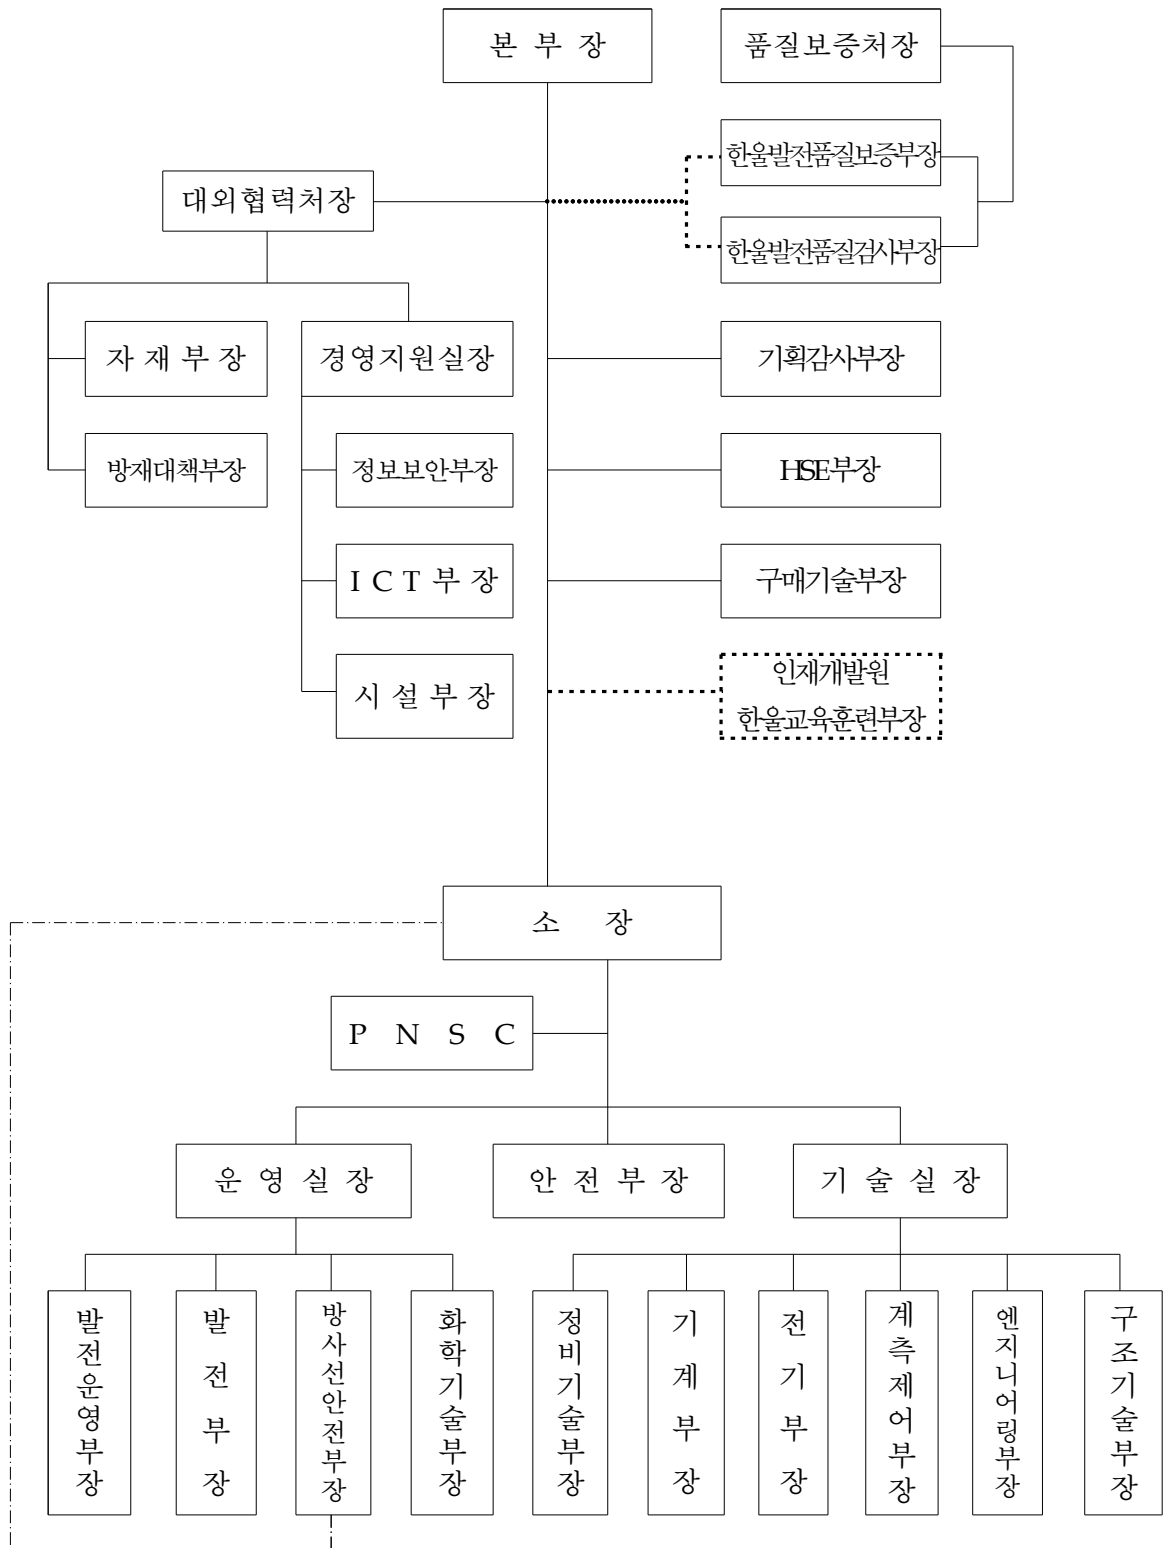 본 부 장
품질보증처장
한울발전품질보증부장
대외협력처장
한울발전품질검사부장
자 재 부 장
경영지원실장
기획감사부장
방재대책부장
정보보안부장
HSE부장
I C T 부 장
구매기술부장
시 설 부 장
인재개발원
한울교육훈련부장
소 장
P N S C
운 영 실 장
안 전 부 장
기 술 실 장
발전운영부장
발전부장
방사선안전부장
화학기술부장
정비기술부장
기계부장
전기부장
계측제어부장
엔지니어링부장
구조기술부장